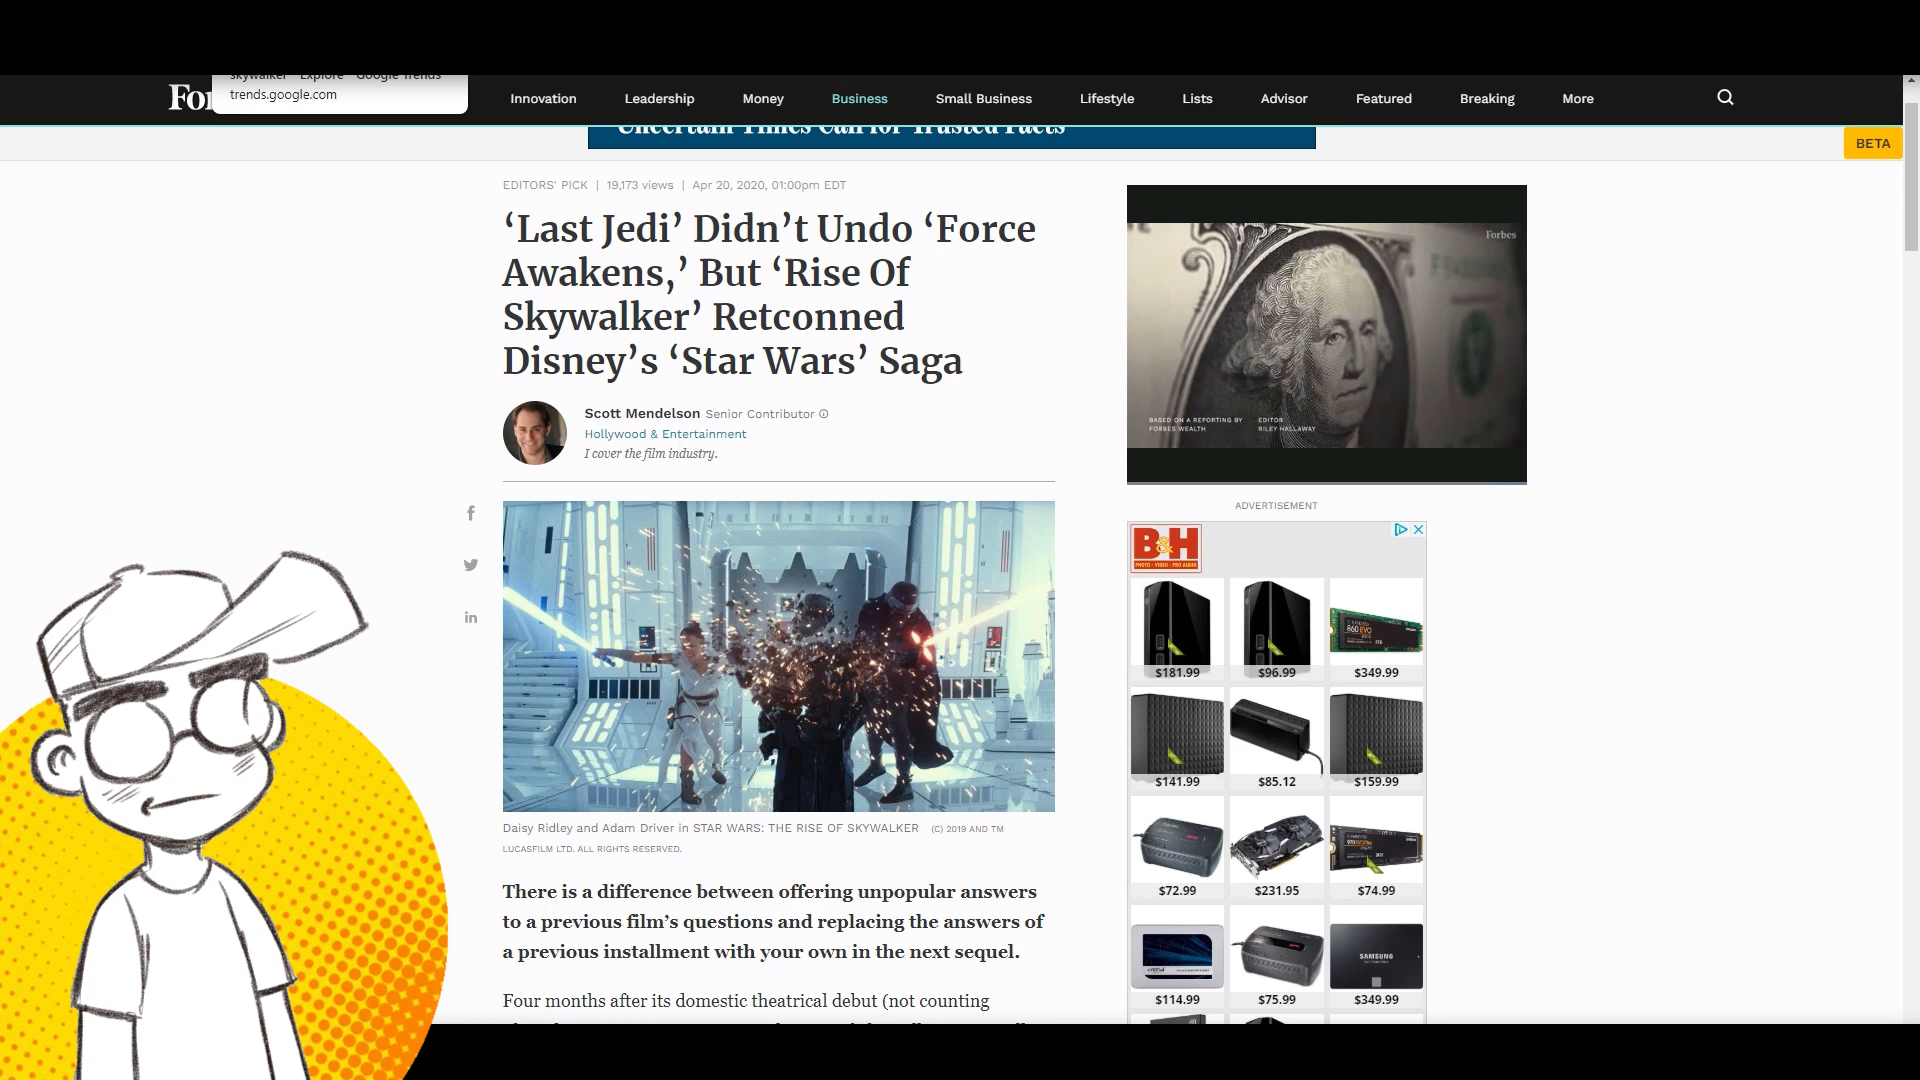 skywalker - Explore - Google Trends
trends.google.com
Innovation
Leadership
Money
Business
Small Business
Lifestyle
Lists
Advisor
Featured
Breaking
More
Uncertain Times Call for Trusted Facts
BETA
EDITORS' PICK | 19,173 views | Apr 20, 2020, 01:00pm EDT
‘Last Jedi’ Didn’t Undo ‘Force
Awakens,’ But ‘Rise Of
Skywalker’ Retconned
Disney’s ‘Star Wars’ Saga
Scott Mendelson Senior Contributor
Hollywood & Entertainment
I cover the film industry.
Daisy Ridley and Adam Driver in STAR WARS: THE RISE OF SKYWALKER (C) 2019 AND TM
LUCASFILM LTD. ALL RIGHTS RESERVED.
There is a difference between offering unpopular answers
to a previous film’s questions and replacing the answers of
a previous installment with your own in the next sequel.
Four months after its domestic theatrical debut (not counting
Forbes
BASED ON A REPORTING BY
FORBES WEALTH
EDITOR
RILEY HALLAWAY
ADVERTISEMENT
B&H
PHOTO - VIDEO - PRO AUDIO
860 EVO
$181.99
$96.99
$349.99
$141.99
$85.12
$159.99
$72.99
$231.95
$74.99
SAMSUNG
$114.99
$75.99
$349.99